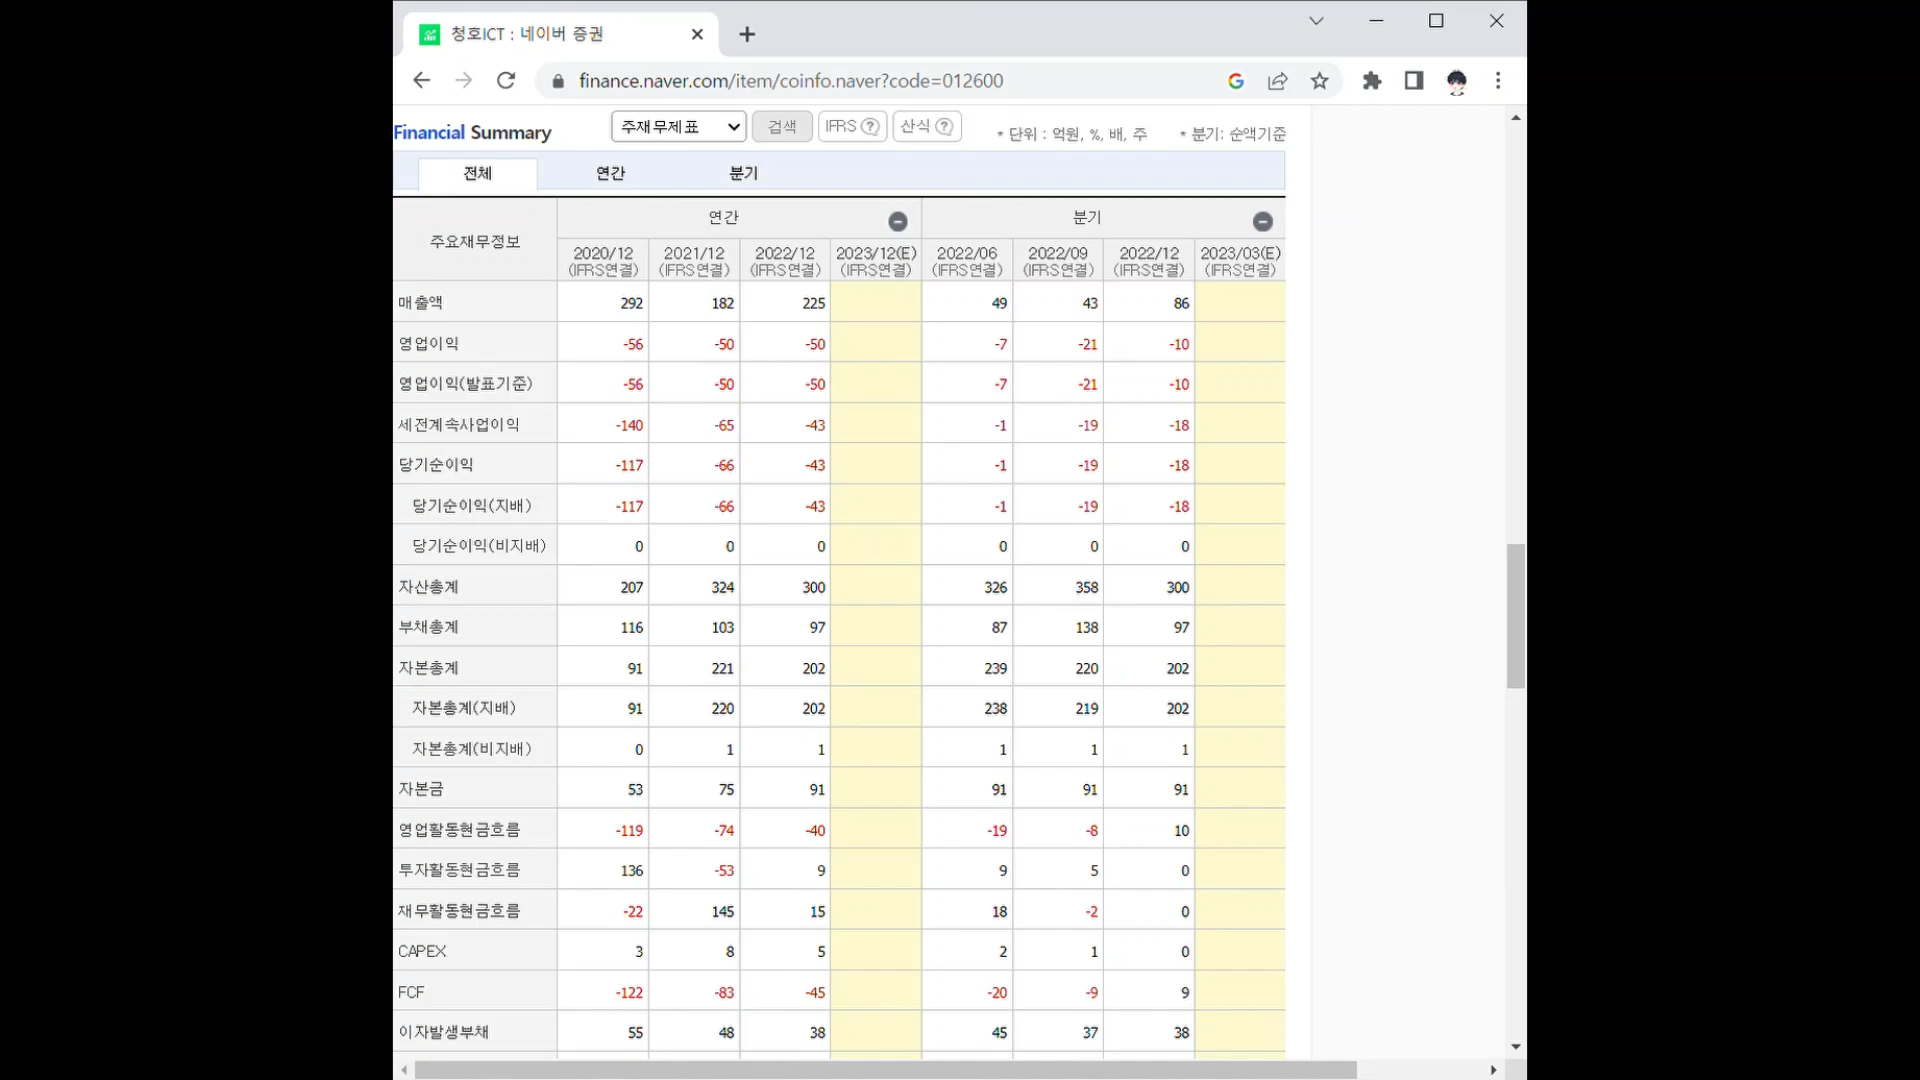 청호ICT : 네이버 증권
finance.naver.com/item/coinfo.naver?code=012600
Financial Summary 주재무제표 검색 IFRS ? 산식 ? * 단위 : 억원, %, 배, 주 * 분기: 순액기준
전체 연간 분기
주요재무정보 연간 분기
2020/12 2021/12 2022/12 2023/12(E) 2022/06 2022/09 2022/12 2023/03(E)
(IFRS연결) (IFRS연결) (IFRS연결) (IFRS연결) (IFRS연결) (IFRS연결) (IFRS연결) (IFRS연결)
매출액 292 182 225 49 43 86
영업이익 -56 -50 -50 -7 -21 -10
영업이익(발표기준) -56 -50 -50 -7 -21 -10
세전계속사업이익 -140 -65 -43 -1 -19 -18
당기순이익 -117 -66 -43 -1 -19 -18
당기순이익(지배) -117 -66 -43 -1 -19 -18
당기순이익(비지배) 0 0 0 0 0 0
자산총계 207 324 300 326 358 300
부채총계 116 103 97 87 138 97
자본총계 91 221 202 239 220 202
자본총계(지배) 91 220 202 238 219 202
자본총계(비지배) 0 1 1 1 1 1
자본금 53 75 91 91 91 91
영업활동현금흐름 -119 -74 -40 -19 -8 10
투자활동현금흐름 136 -53 9 9 5 0
재무활동현금흐름 -22 145 15 18 -2 0
CAPEX 3 8 5 2 1 0
FCF -122 -83 -45 -20 -9 9
이자발생부채 55 48 38 45 37 38